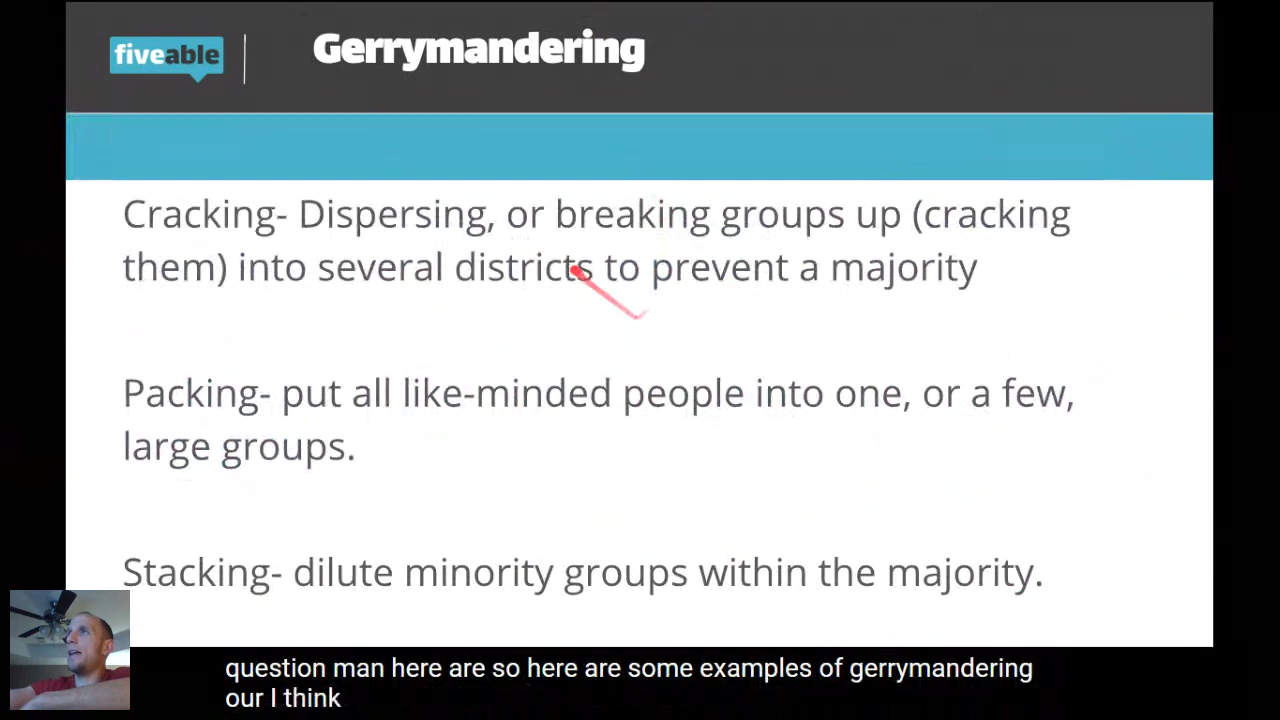 fiveable
Gerrymandering
Cracking- Dispersing, or breaking groups up (cracking
them) into several districts to prevent a majority
Packing- put all like-minded people into one, or a few,
large groups.
Stacking- dilute minority groups within the majority.
question man here are so here are some examples of gerrymandering
our I think